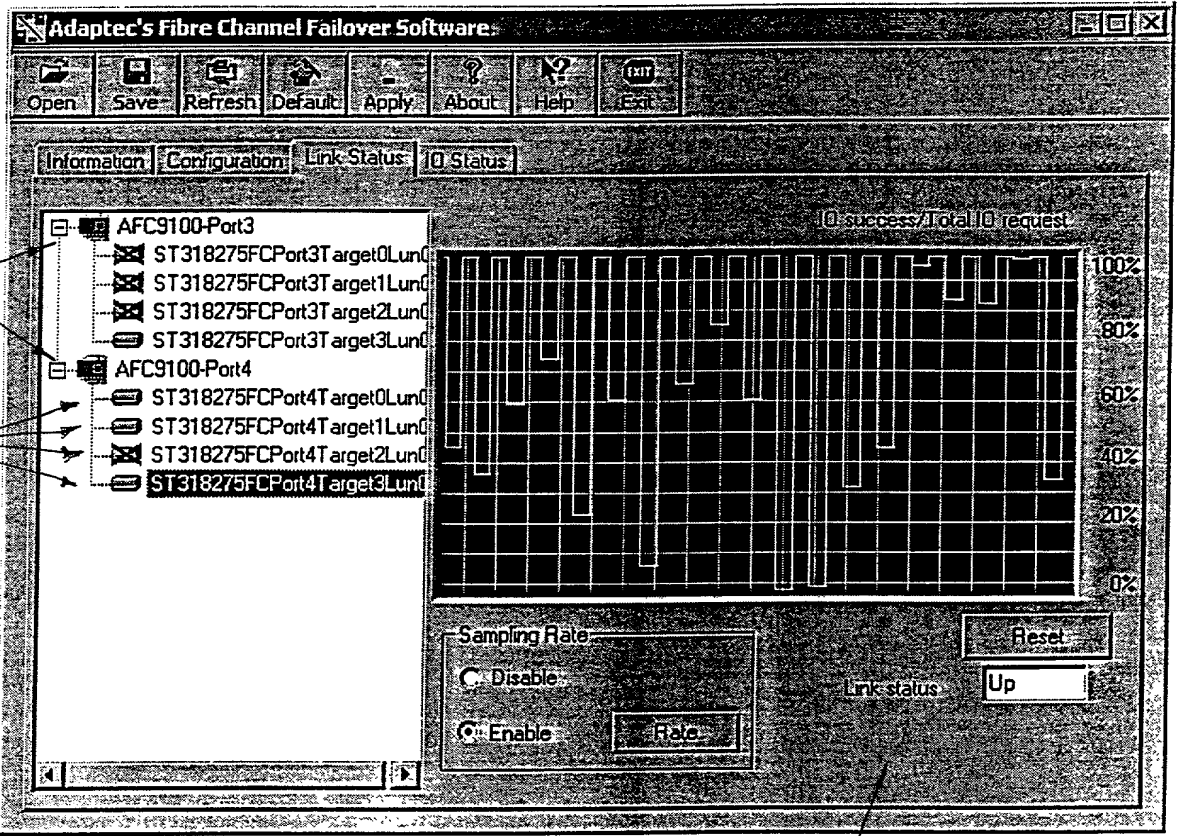 Adaptec's Fibre Channel Failover Software:
Open Save Refresh Default Apply About Help Exit
EXIT
Information Configuration Link Status IO Status
AFC9100-Port3
ST318275FCPort3Target0Lun0
ST318275FCPort3Target1Lun0
ST318275FCPort3Target2Lun0
ST318275FCPort3Target3Lun0
AFC9100-Port4
ST318275FCPort4Target0Lun0
ST318275FCPort4Target1Lun0
ST318275FCPort4Target2Lun0
ST318275FCPort4Target3Lun0
IO success/Total IO request
100%
80%
60%
40%
20%
0%
Sampling Rate
Disable
Enable
Rate
Reset
Link status Up